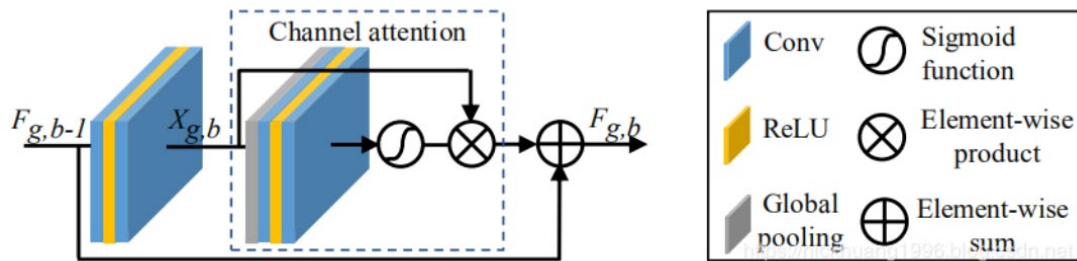 Channel attention
F_{g,b-1}
X_{g,b}
F_{g,b}
Conv
Sigmoid
function
ReLU
Element-wise
product
Global
pooling
Element-wise
sum